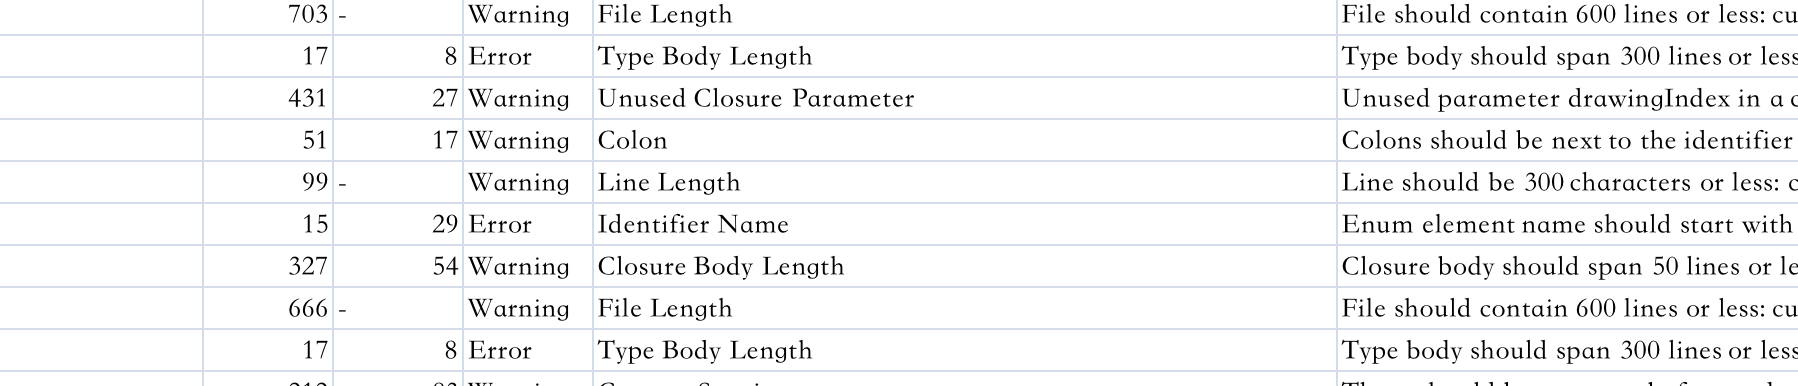 703 - Warning File Length File should contain 600 lines or less: cu
17 8 Error Type Body Length Type body should span 300 lines or less
431 27 Warning Unused Closure Parameter Unused parameter drawingIndex in a c
51 17 Warning Colon Colons should be next to the identifier
99 - Warning Line Length Line should be 300 characters or less: c
15 29 Error Identifier Name Enum element name should start with
327 54 Warning Closure Body Length Closure body should span 50 lines or le
666 - Warning File Length File should contain 600 lines or less: cu
17 8 Error Type Body Length Type body should span 300 lines or less